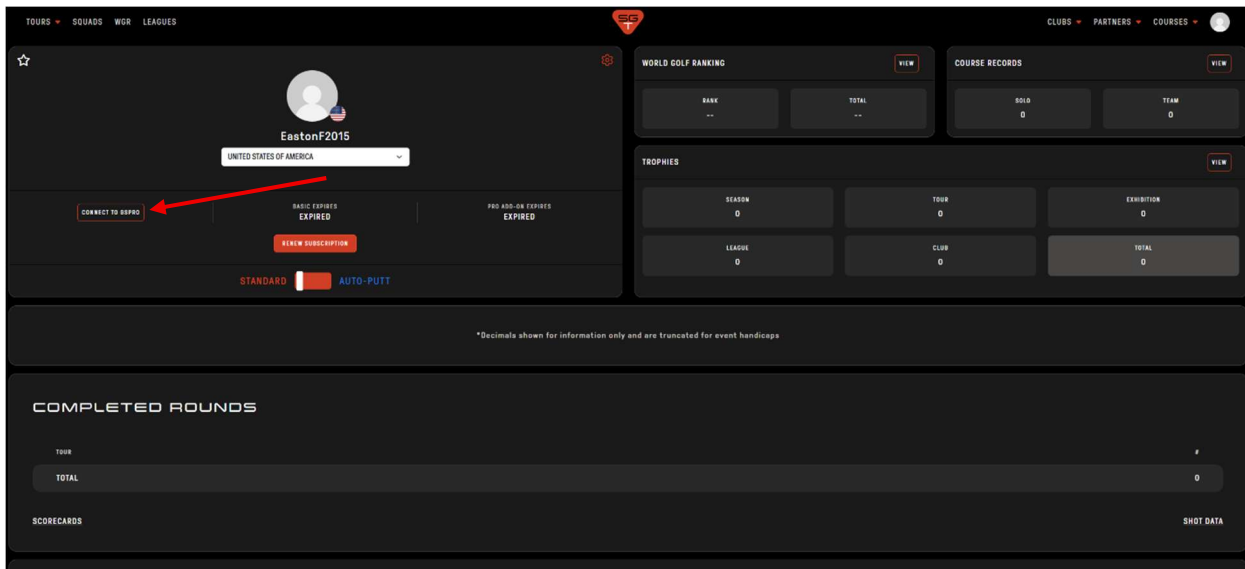 TOURS SQUADS WGR LEAGUES
SGT
CLUBS PARTNERS COURSES
EastonF2015
UNITED STATES OF AMERICA
CONNECT TO BBPRO
BASIC EXPIRES
EXPIRED
PRO ADD-ON EXPIRES
EXPIRED
RENEW SUBSCRIPTION
STANDARD AUTO-PUTT
WORLD GOLF RANKING VIEW
RANK TOTAL
-- --
COURSE RECORDS VIEW
SOLO TEAM
0 0
TROPHIES VIEW
SEASON TOUR EXHIBITION
0 0 0
LEAGUE CLUB TOTAL
0 0 0
*Decimals shown for information only and are truncated for event handicaps
COMPLETED ROUNDS
TOUR #
TOTAL 0
SCORECARDS SHOT DATA